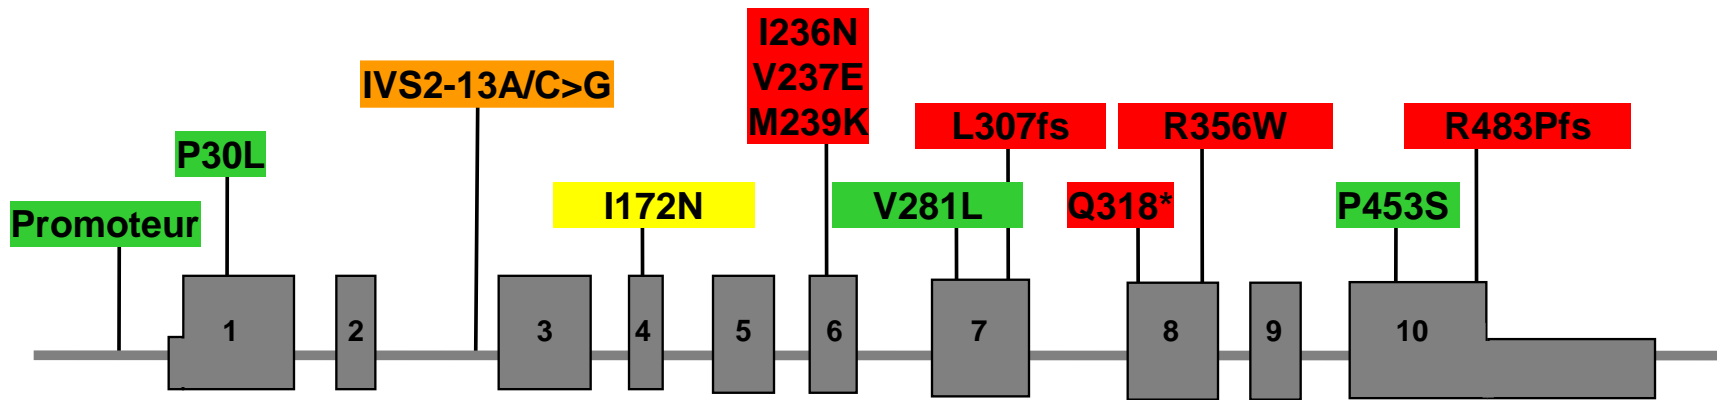 I236N
V237E
M239K
IVS2-13A/C>G
L307fs
R356W
R483Pfs
P30L
I172N
V281L
Q318*
P453S
Promoteur
1
2
3
4
5
6
7
8
9
10